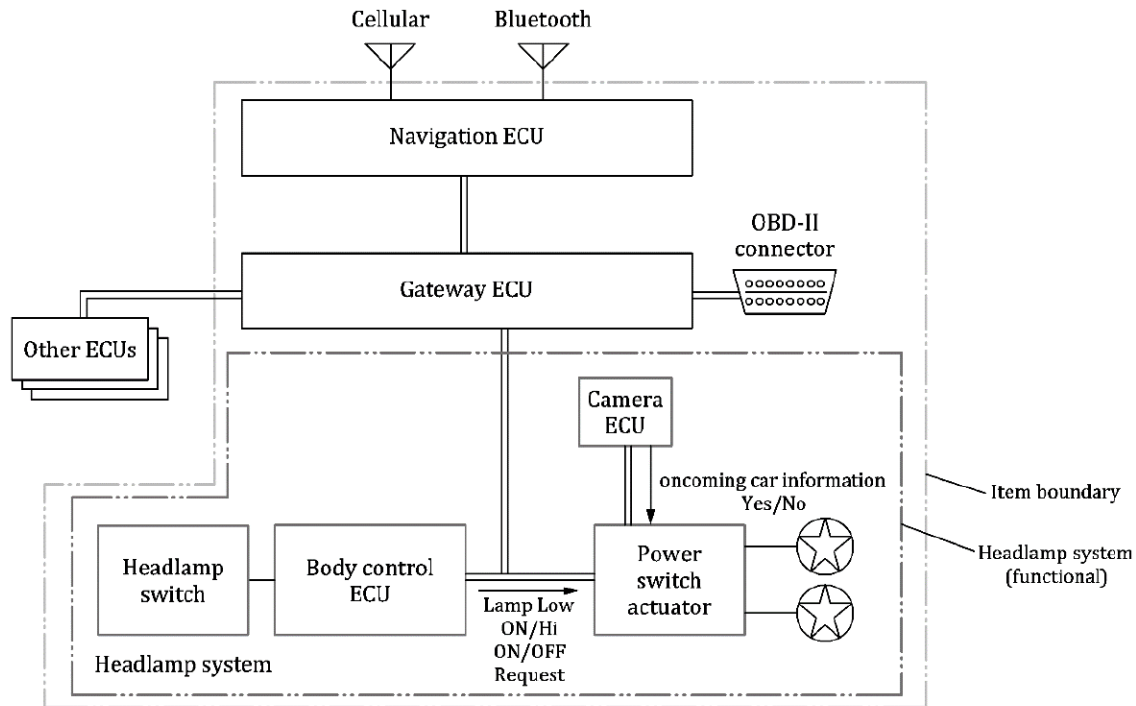 Cellular
Bluetooth
Navigation ECU
OBD-II
connector
Gateway ECU
Other ECUs
Camera
ECU
oncoming car information
Yes/No
Item boundary
Headlamp
switch
Body control
ECU
Power
switch
actuator
Headlamp system
(functional)
Lamp Low
ON/Hi
ON/OFF
Request
Headlamp system